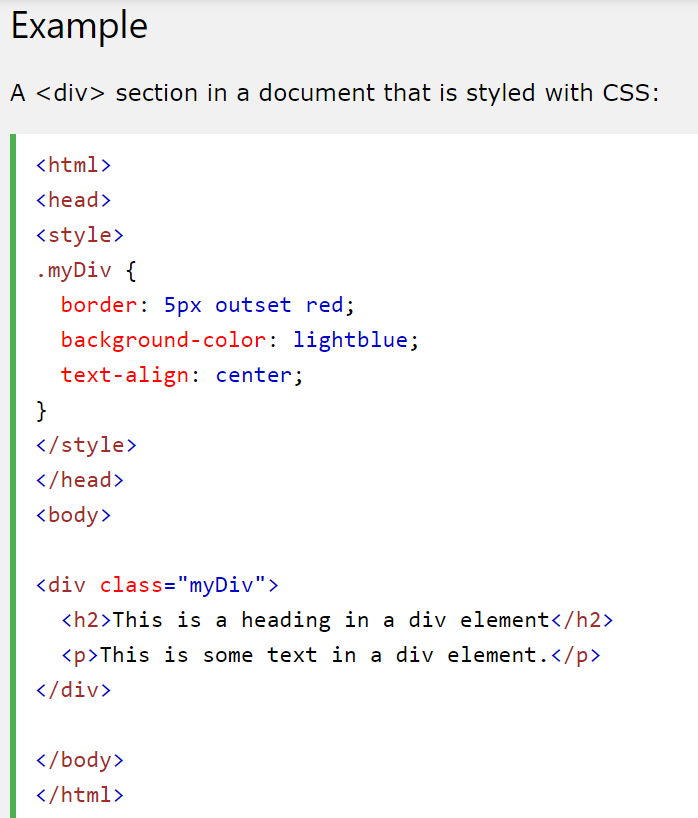 Example
A <div> section in a document that is styled with CSS:
<html>
<head>
<style>
.myDiv {
  border: 5px outset red;
  background-color: lightblue;
  text-align: center;
}
</style>
</head>
<body>

<div class="myDiv">
  <h2>This is a heading in a div element</h2>
  <p>This is some text in a div element.</p>
</div>

</body>
</html>